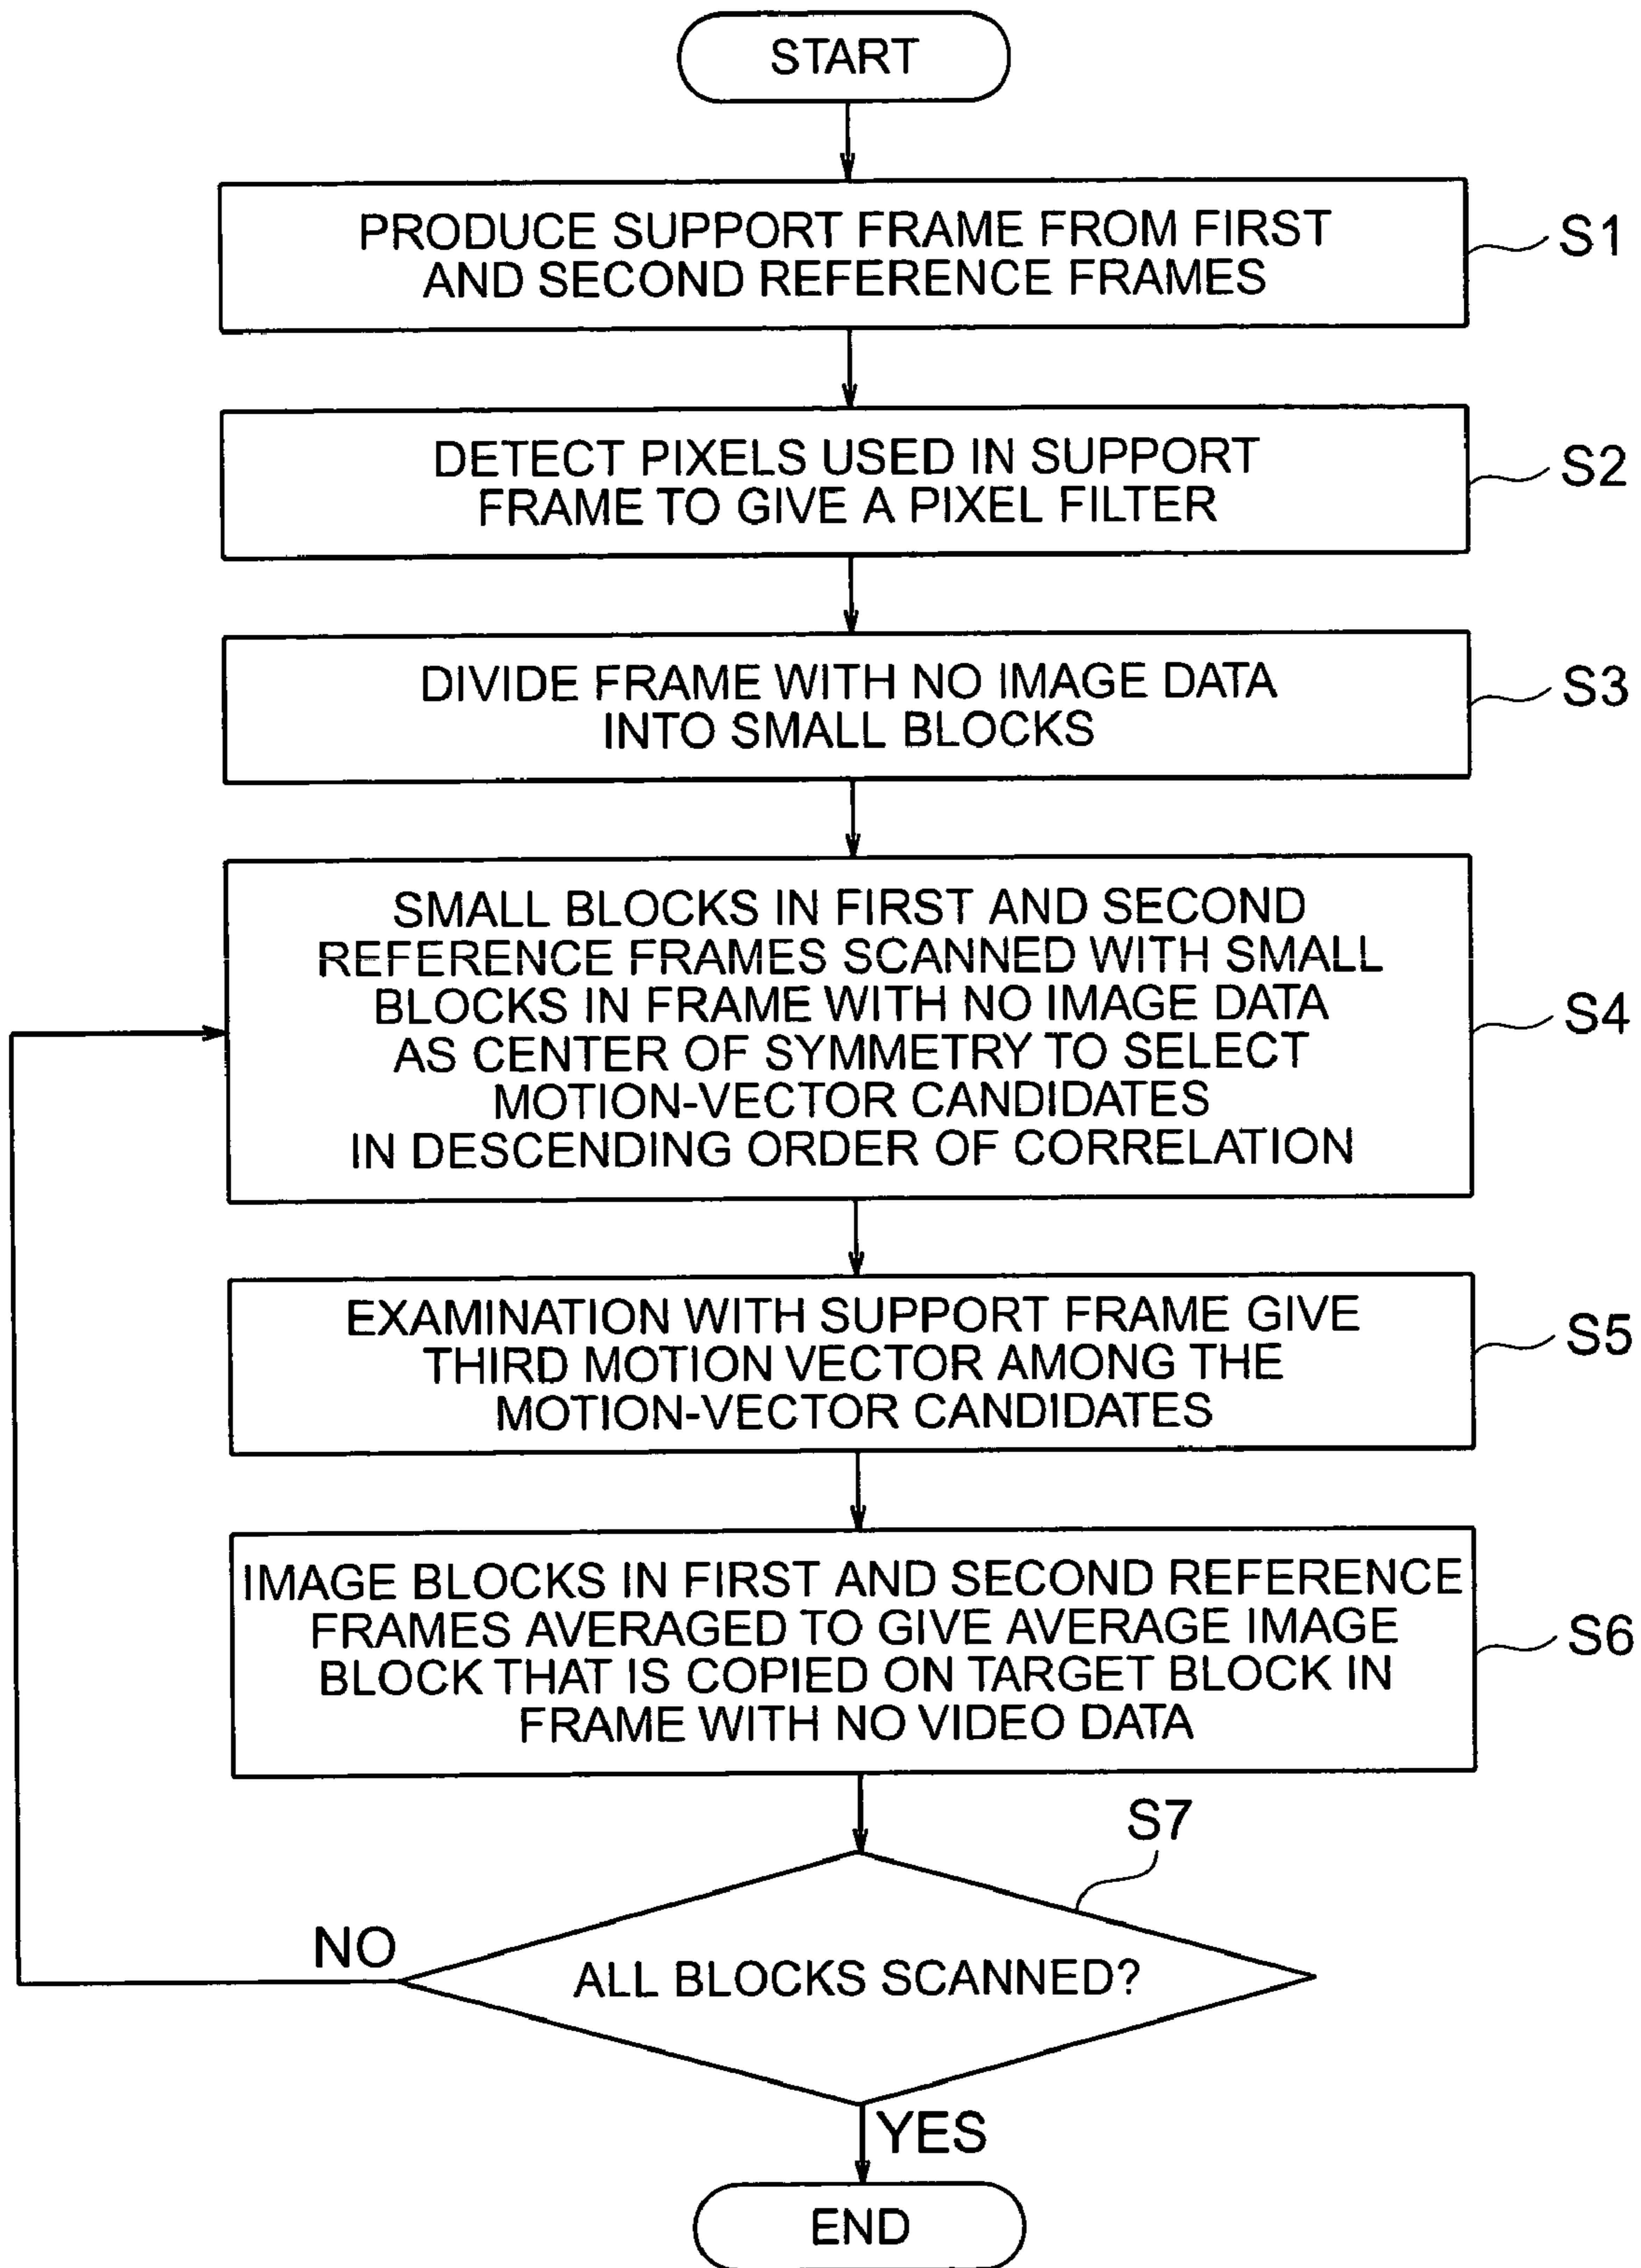 START
PRODUCE SUPPORT FRAME FROM FIRST
AND SECOND REFERENCE FRAMES
S1
DETECT PIXELS USED IN SUPPORT
FRAME TO GIVE A PIXEL FILTER
S2
DIVIDE FRAME WITH NO IMAGE DATA
INTO SMALL BLOCKS
S3
SMALL BLOCKS IN FIRST AND SECOND
REFERENCE FRAMES SCANNED WITH SMALL
BLOCKS IN FRAME WITH NO IMAGE DATA
AS CENTER OF SYMMETRY TO SELECT
MOTION-VECTOR CANDIDATES
IN DESCENDING ORDER OF CORRELATION
S4
EXAMINATION WITH SUPPORT FRAME GIVE
THIRD MOTION VECTOR AMONG THE
MOTION-VECTOR CANDIDATES
S5
IMAGE BLOCKS IN FIRST AND SECOND REFERENCE
FRAMES AVERAGED TO GIVE AVERAGE IMAGE
BLOCK THAT IS COPIED ON TARGET BLOCK IN
FRAME WITH NO VIDEO DATA
S6
S7
NO
ALL BLOCKS SCANNED?
YES
END